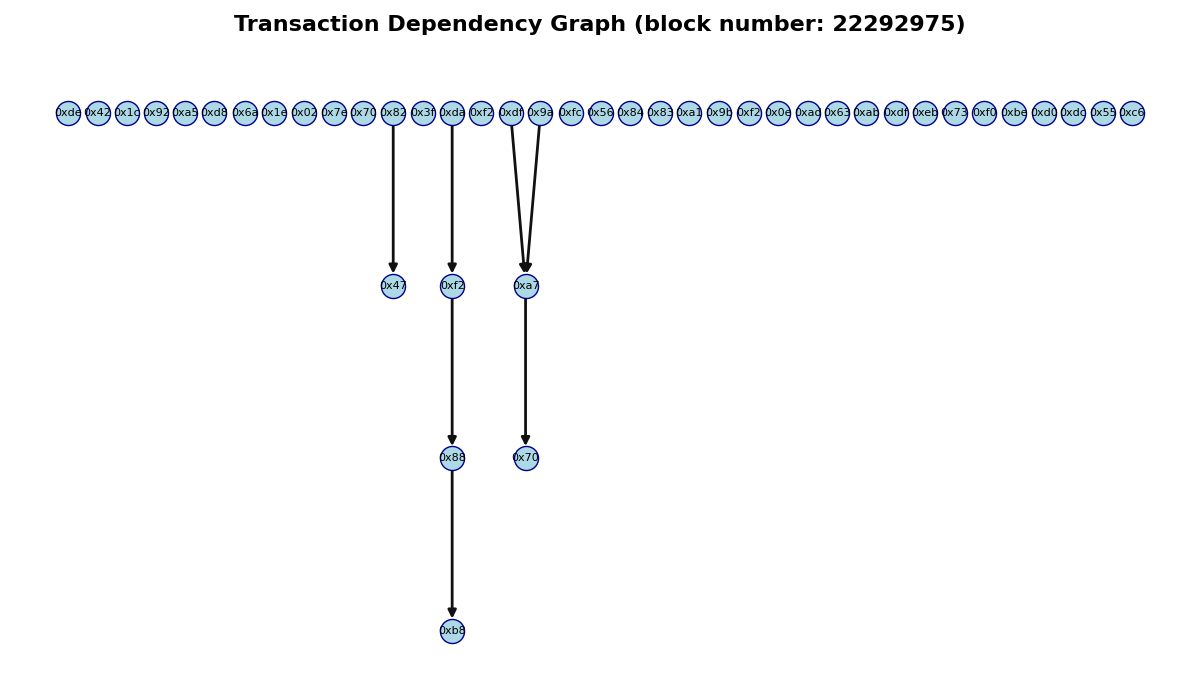 Transaction Dependency Graph (block number: 22292975)
0xde 0x42 0x1c 0x92 0xa5 0xd8 0x6a 0x1e 0x02 0x7e 0x70 0x82 0x3f 0xda 0xf2 0xdf 0x9a 0xfc 0x56 0x84 0x83 0xa1 0x9b 0xf2 0x0e 0xad 0x63 0xab 0xdf 0xeb 0x73 0xf0 0xbe 0xd0 0xdc 0x55 0xc6
0x47 0xf2 0xa7
0x88 0x70
0xb8